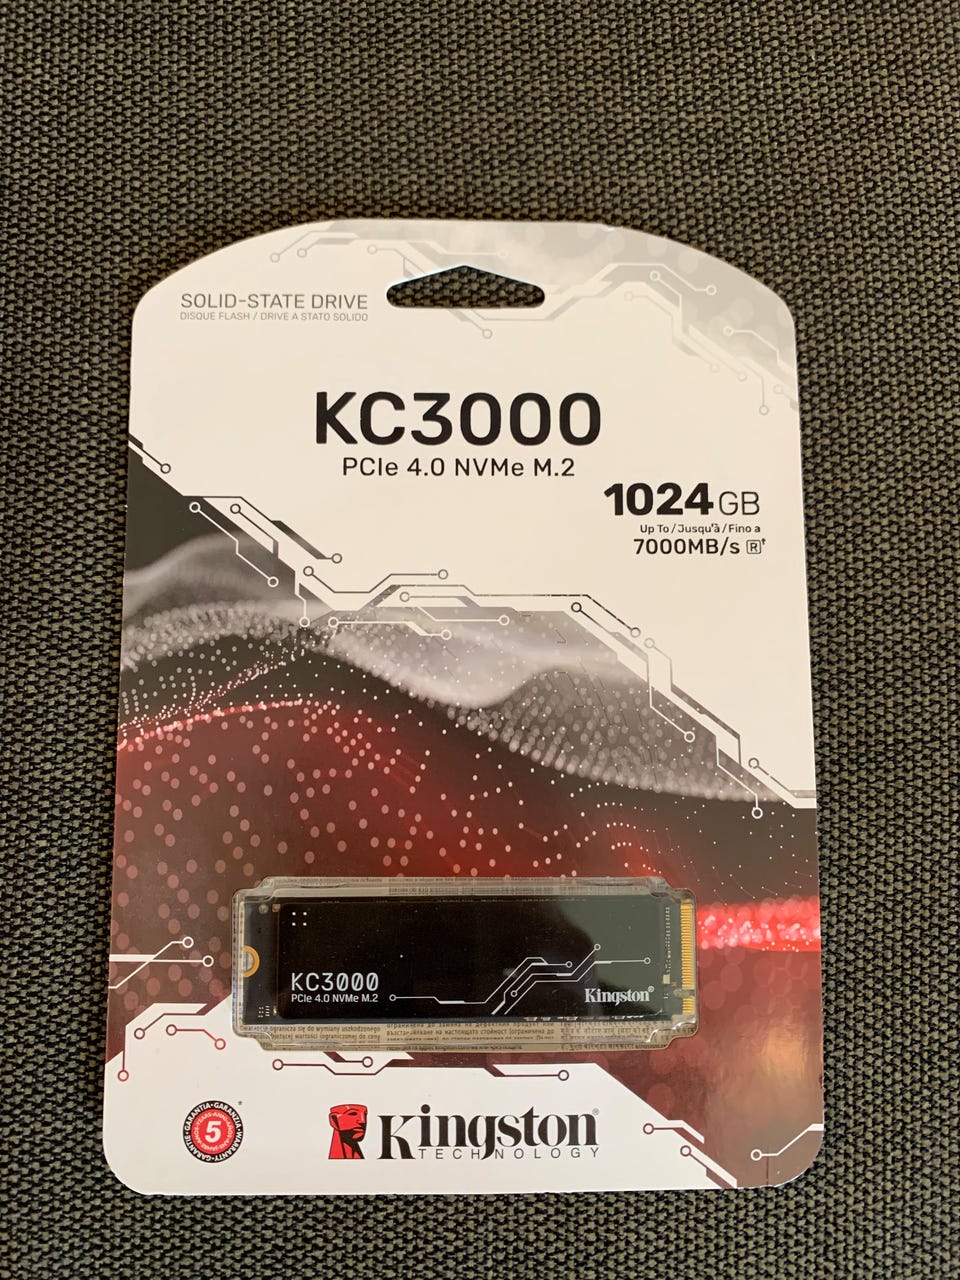 SOLID-STATE DRIVE
DISQUE FLASH / DRIVE A STATO SOLIDO
KC3000
PCIe 4.0 NVMe M.2
1024GB
Up To / Jusqu'à / Fino a
7000MB/s R†
KC3000
PCIe 4.0 NVMe M.2
Kingston®
5
Kingston®
TECHNOLOGY